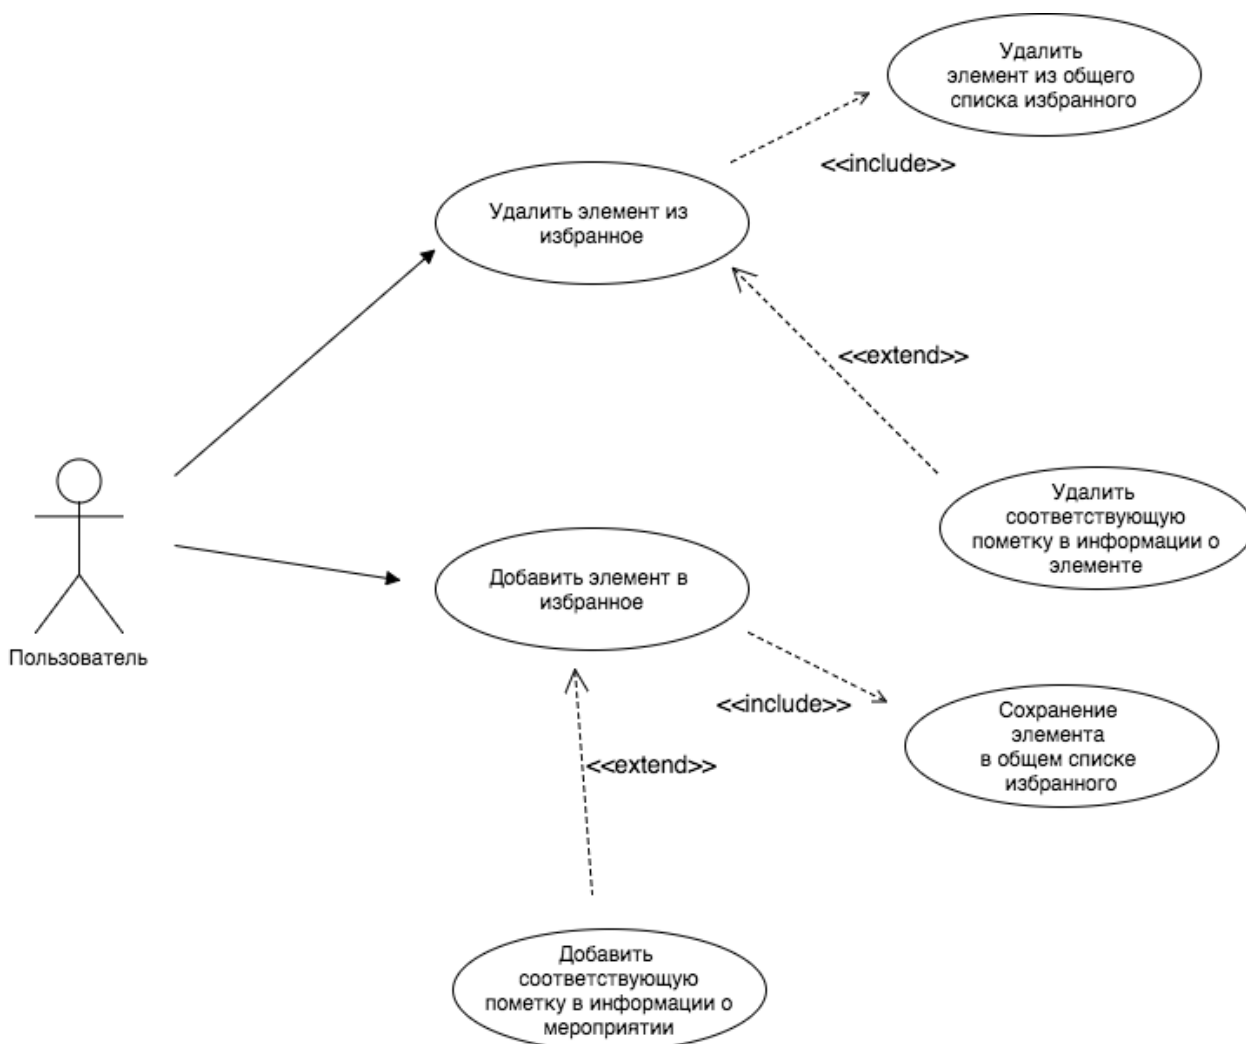 Удалить
элемент из общего
списка избранного
<<include>>
Удалить элемент из
избранное
<<extend>>
Удалить
соответствующую
пометку в информации о
элементе
Добавить элемент в
избранное
Пользователь
<<include>>
Сохранение
элемента
в общем списке
избранного
<<extend>>
Добавить
соответствующую
пометку в информации о
мероприятии